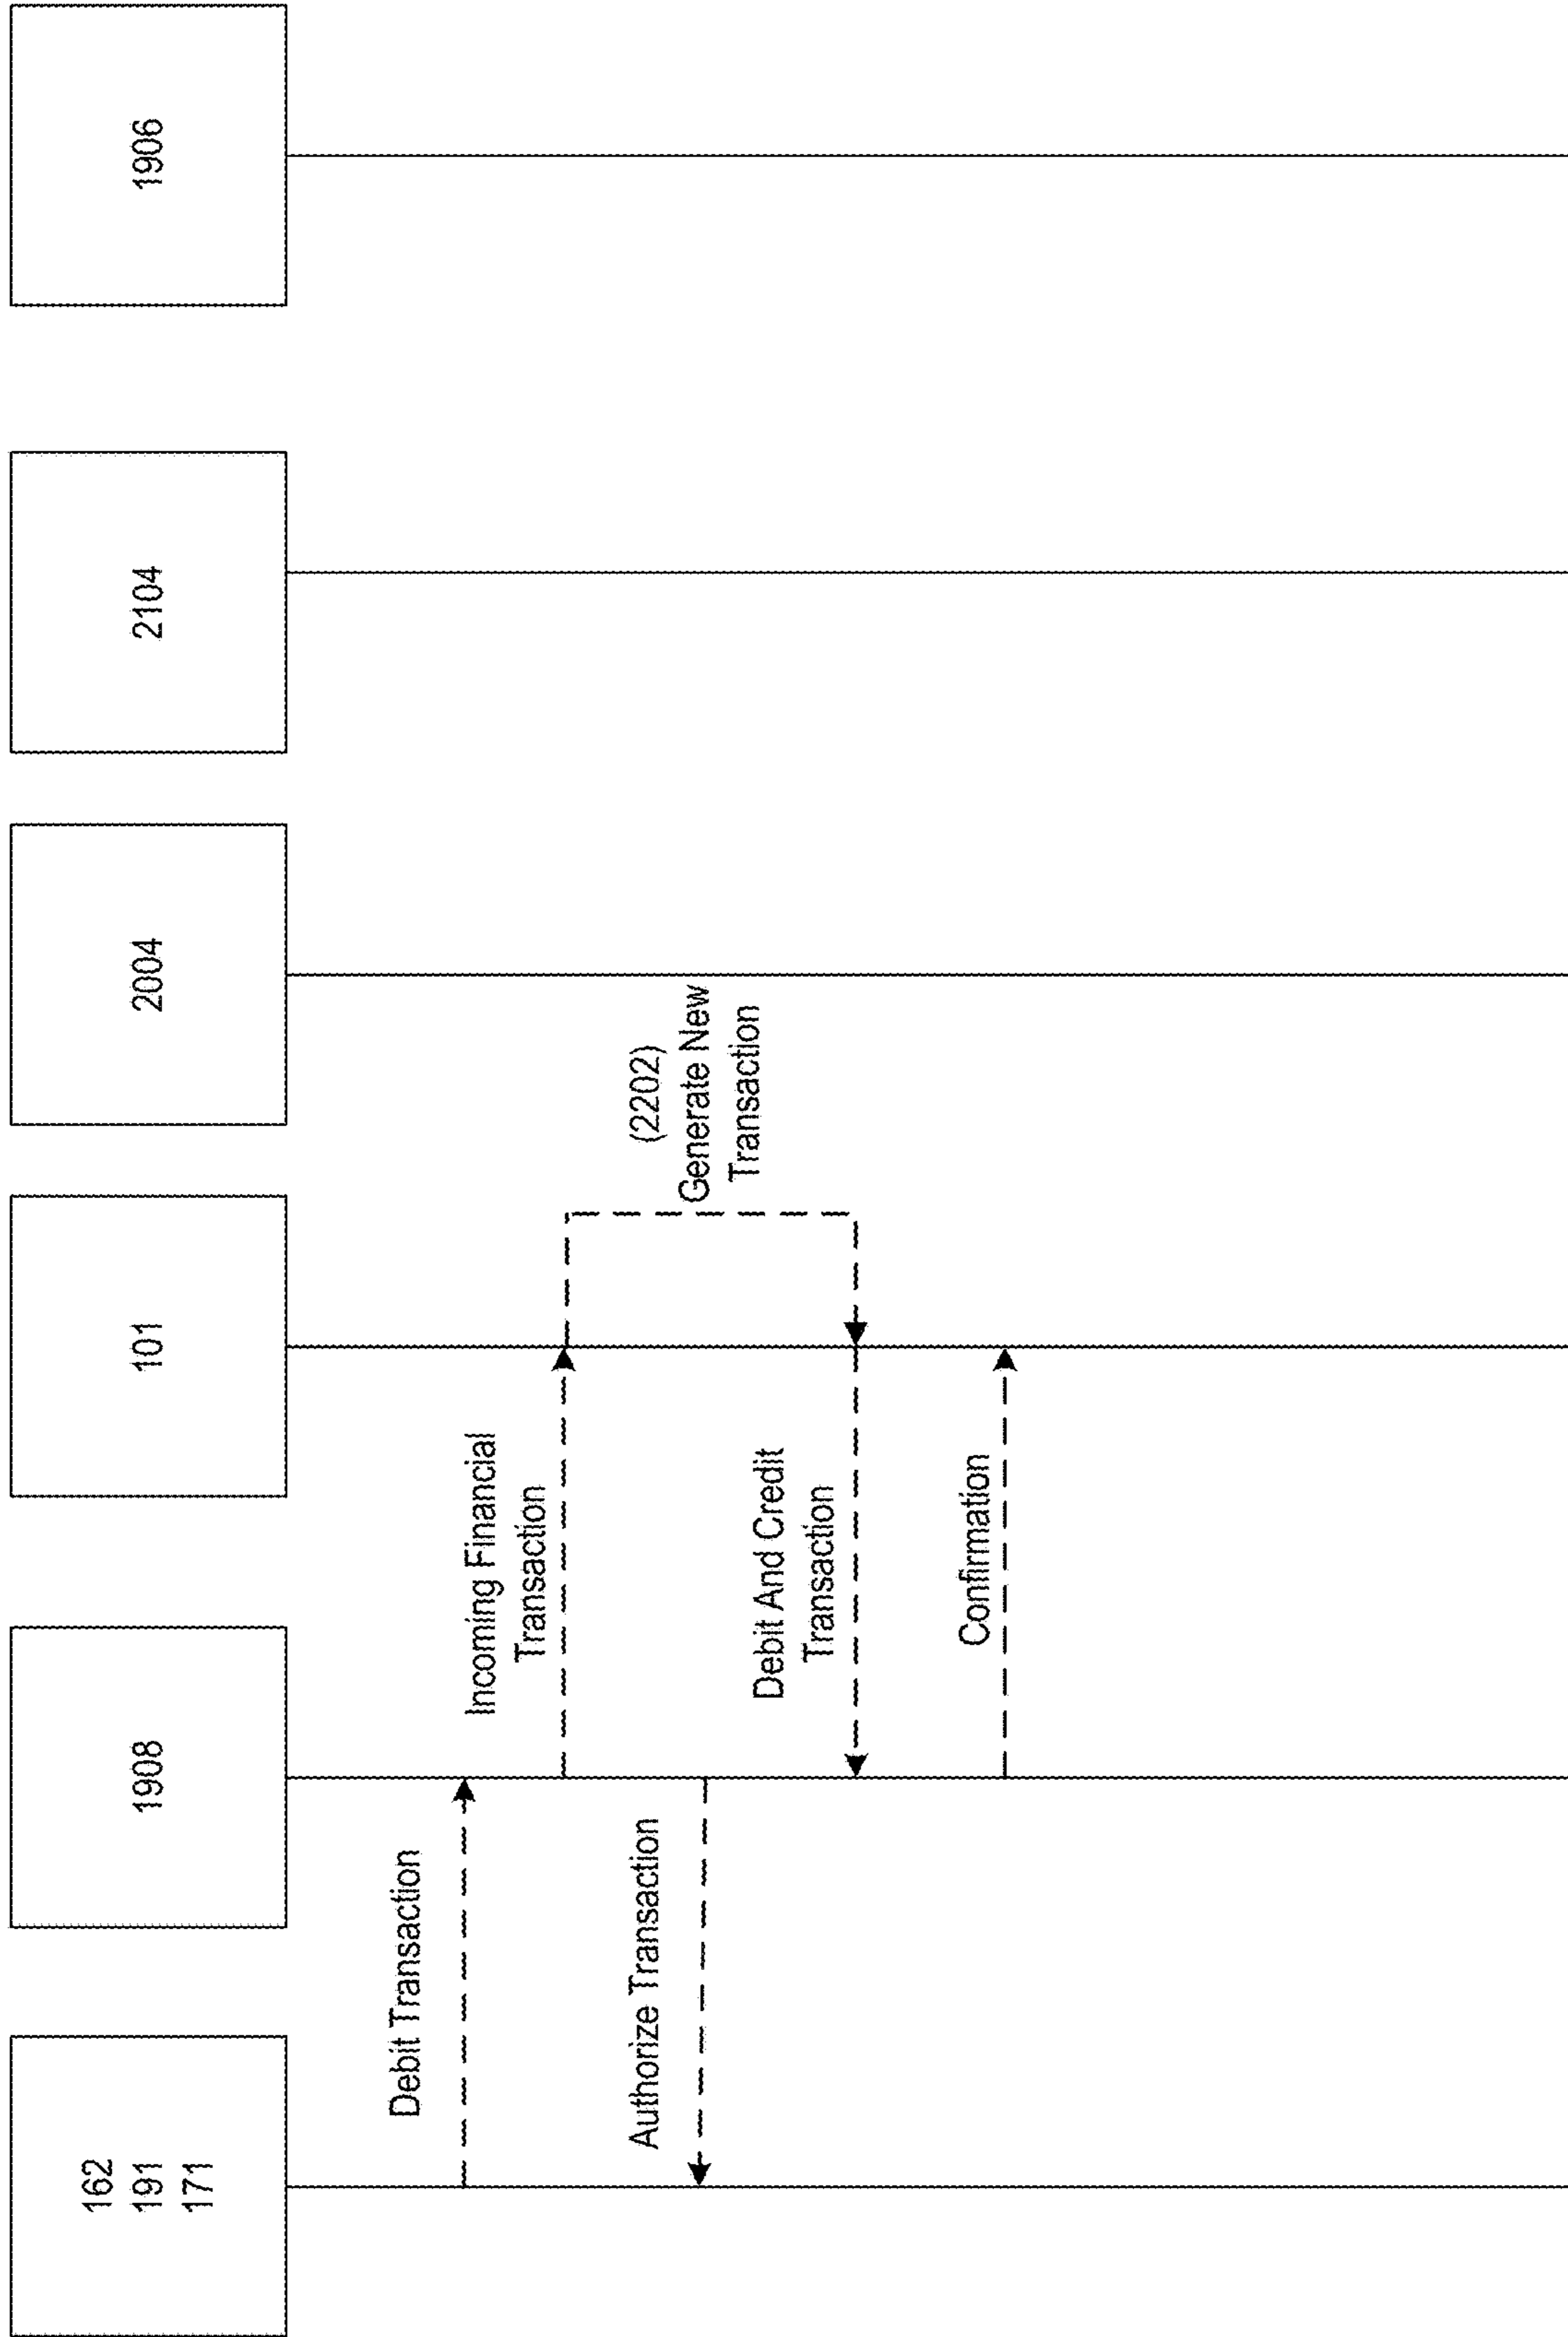 162
191
171
1908
101
2004
2104
1906
Debit Transaction
Incoming Financial
Transaction
(2202)
Generate New
Transaction
Authorize Transaction
Debit And Credit
Transaction
Confirmation